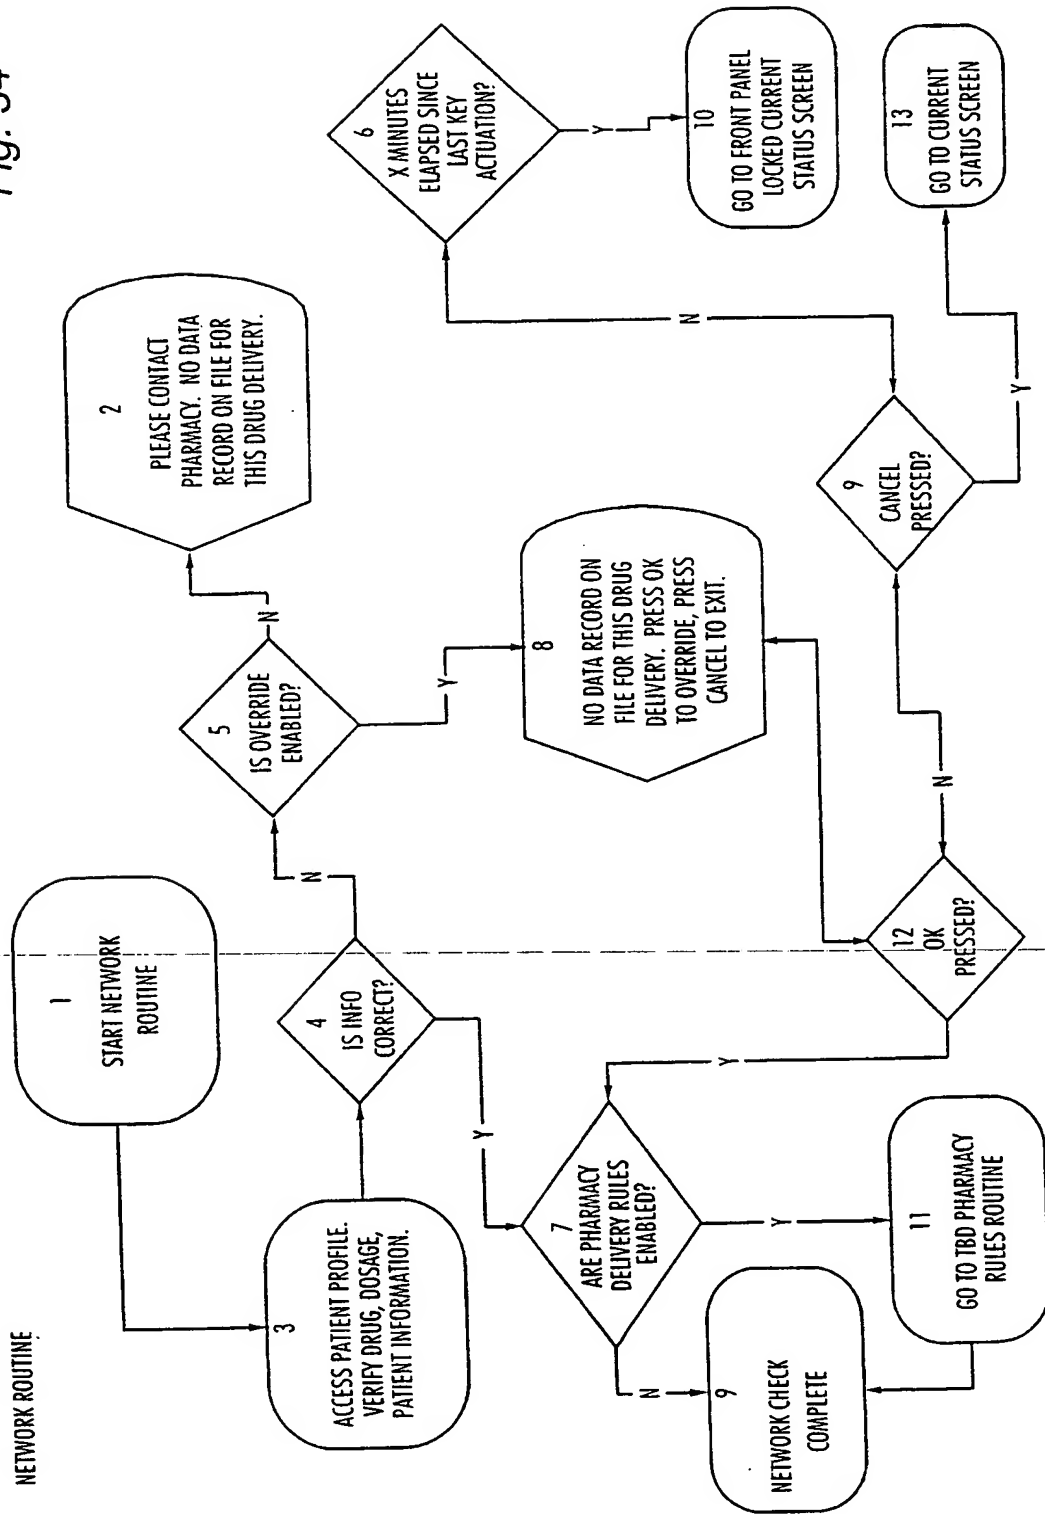 Fig. 54
NETWORK ROUTINE
1
START NETWORK
ROUTINE
2
PLEASE CONTACT
PHARMACY. NO DATA
RECORD ON FILE FOR
THIS DRUG DELIVERY.
3
ACCESS PATIENT PROFILE.
VERIFY DRUG, DOSAGE,
PATIENT INFORMATION.
4
IS INFO
CORRECT?
N
Y
5
IS OVERRIDE
ENABLED?
N
Y
6
X MINUTES
ELAPSED SINCE
LAST KEY
ACTUATION?
Y
N
7
ARE PHARMACY
DELIVERY RULES
ENABLED?
N
Y
8
NO DATA RECORD ON
FILE FOR THIS DRUG
DELIVERY. PRESS OK
TO OVERRIDE, PRESS
CANCEL TO EXIT.
9
CANCEL
PRESSED?
Y
10
GO TO FRONT PANEL
LOCKED CURRENT
STATUS SCREEN
9
NETWORK CHECK
COMPLETE
11
GO TO TBD PHARMACY
RULES ROUTINE
12
OK
PRESSED?
Y
N
13
GO TO CURRENT
STATUS SCREEN